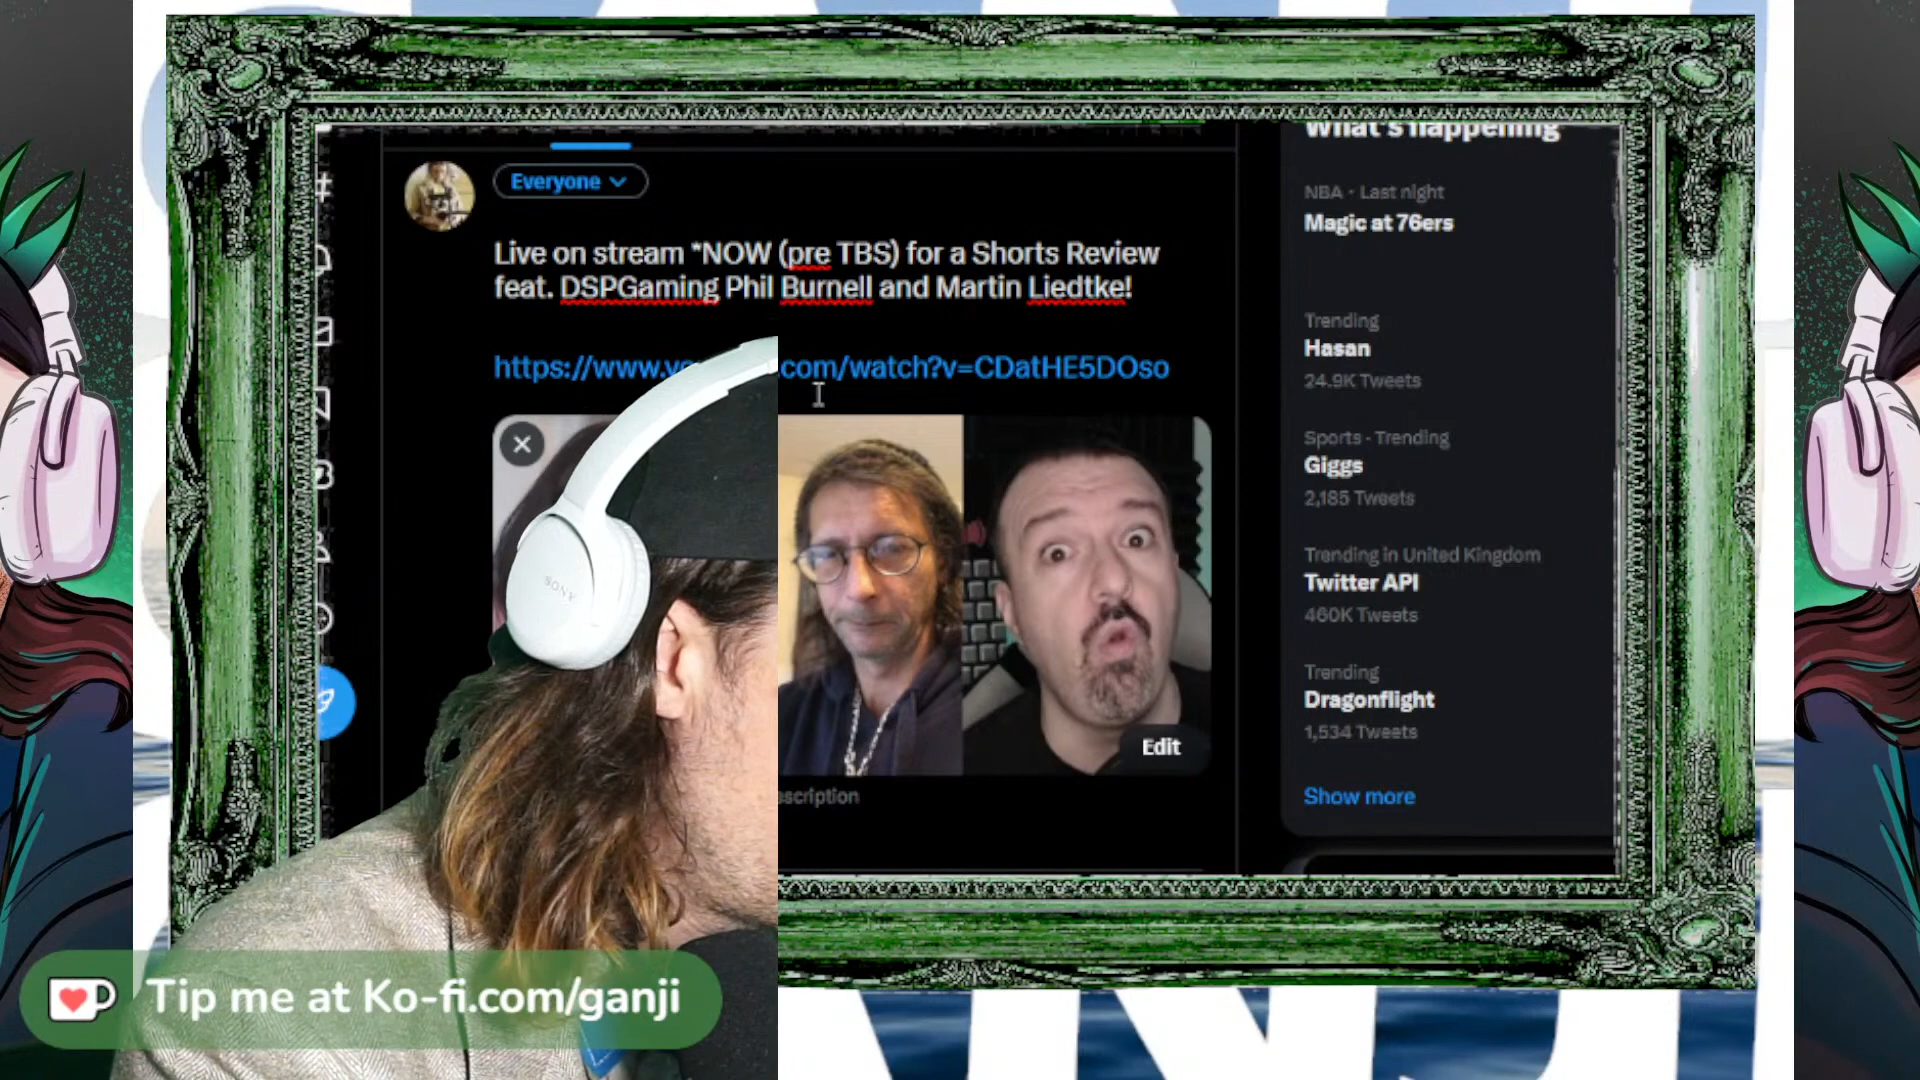 What's happening
Everyone
NBA · Last night
Magic at 76ers
Live on stream *NOW (pre TBS) for a Shorts Review
feat. DSPGaming Phil Burnell and Martin Liedtke!
Trending
Hasan
24.9K Tweets
.com/watch?v=CDatHE5DOso
Sports · Trending
Giggs
2,185 Tweets
Trending in United Kingdom
Twitter API
460K Tweets
SONY
Trending
Dragonflight
1,534 Tweets
Edit
Show more
Tip me at Ko-fi.com/ganji